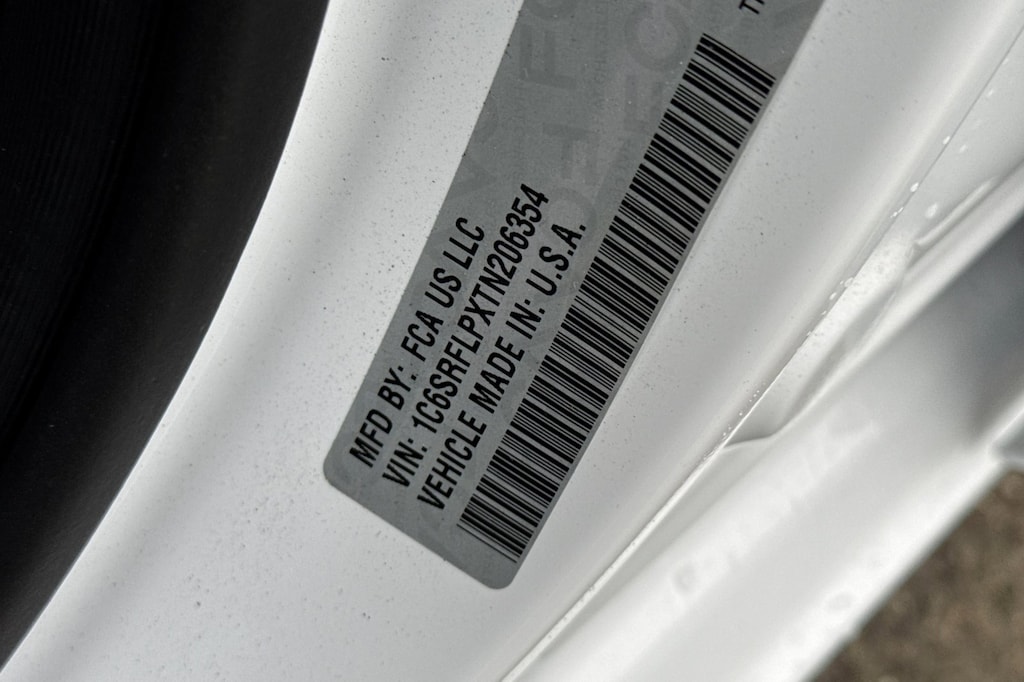 MFD BY: FCA US LLC
VIN: 1C6SRFLPXTN206354
VEHICLE MADE IN: U.S.A.